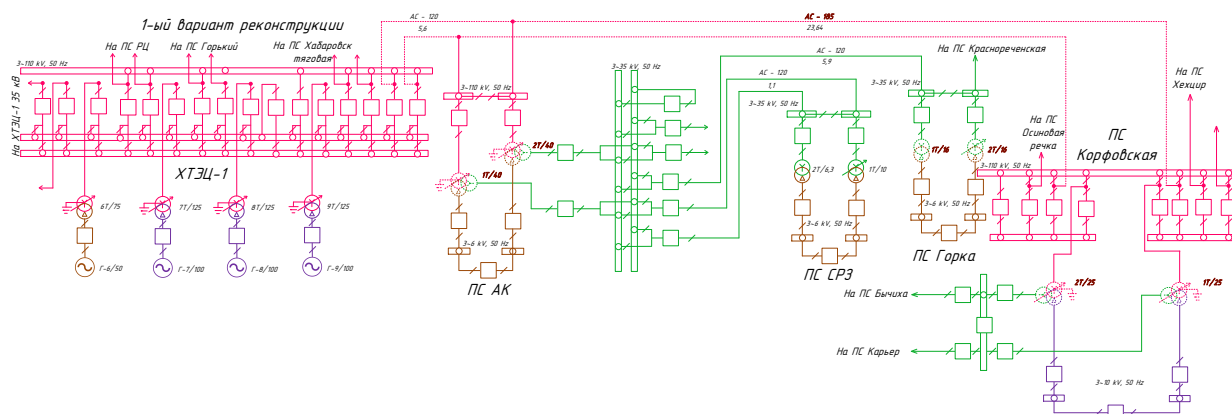 1-ый вариант реконструкции
На ПС РЦ
На ПС Горький
На ПС Хабаровск
тяговая
3~110 kV, 50 Hz
На ХТЭЦ-1 35 кВ
ХТЭЦ-1
6Т/75
7Т/125
8Т/125
9Т/125
Г-6/50
Г-7/100
Г-8/100
Г-9/100
АС - 120
5,6
АС - 185
23,64
3~110 kV, 50 Hz
2Т/40
1Т/40
3~6 kV, 50 Hz
ПС АК
3~35 kV, 50 Hz
АС - 120
5,9
АС - 120
1,1
3~35 kV, 50 Hz
2Т/6,3
1Т/10
3~6 kV, 50 Hz
ПС СРЗ
На ПС Краснореченская
3~35 kV, 50 Hz
1Т/16
2Т/16
3~6 kV, 50 Hz
ПС Горка
3~110 kV, 50 Hz
На ПС
Осиновая
речка
ПС
Корфовская
На ПС
Хехцир
На ПС Бычиха
На ПС Карьер
2Т/25
1Т/25
3~10 kV, 50 Hz